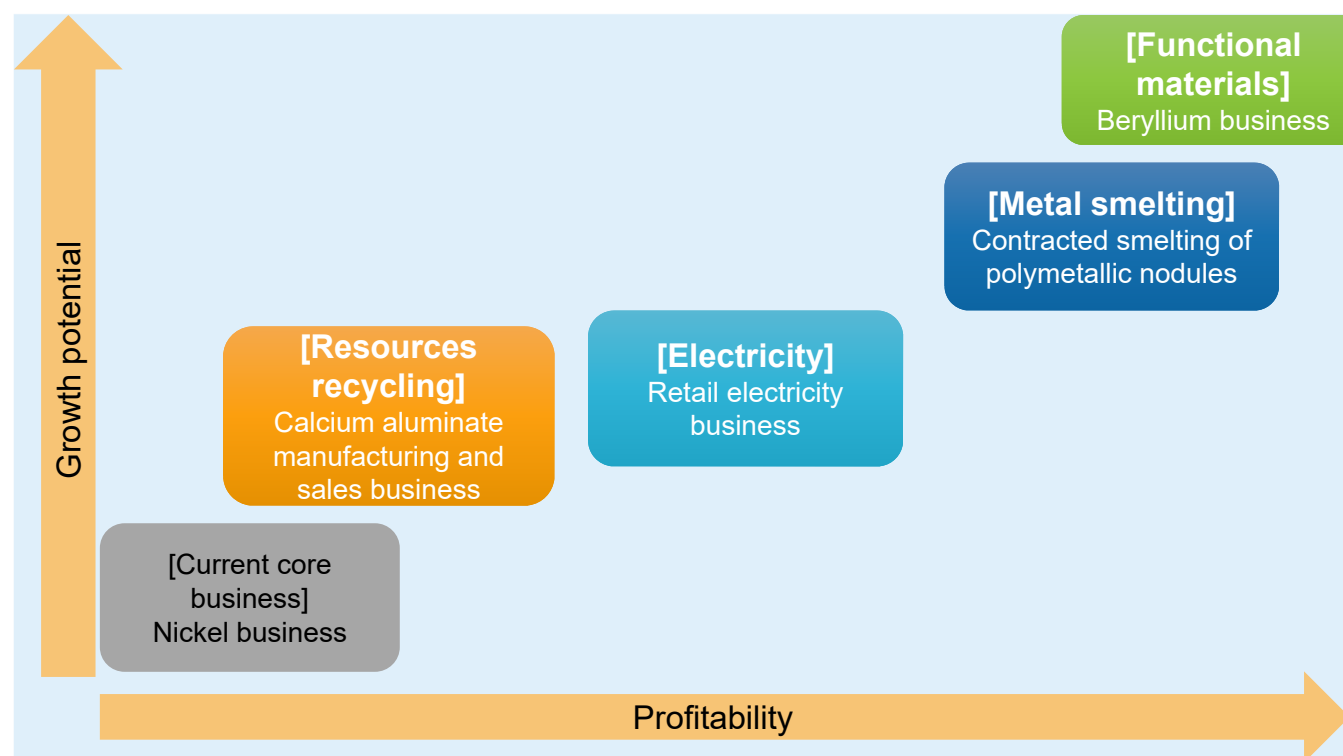 [Functional
materials]
Beryllium business
[Metal smelting]
Contracted smelting of
polymetallic nodules
Growth potential
[Resources
recycling]
Calcium aluminate
manufacturing and
sales business
[Electricity]
Retail electricity
business
[Current core
business]
Nickel business
Profitability